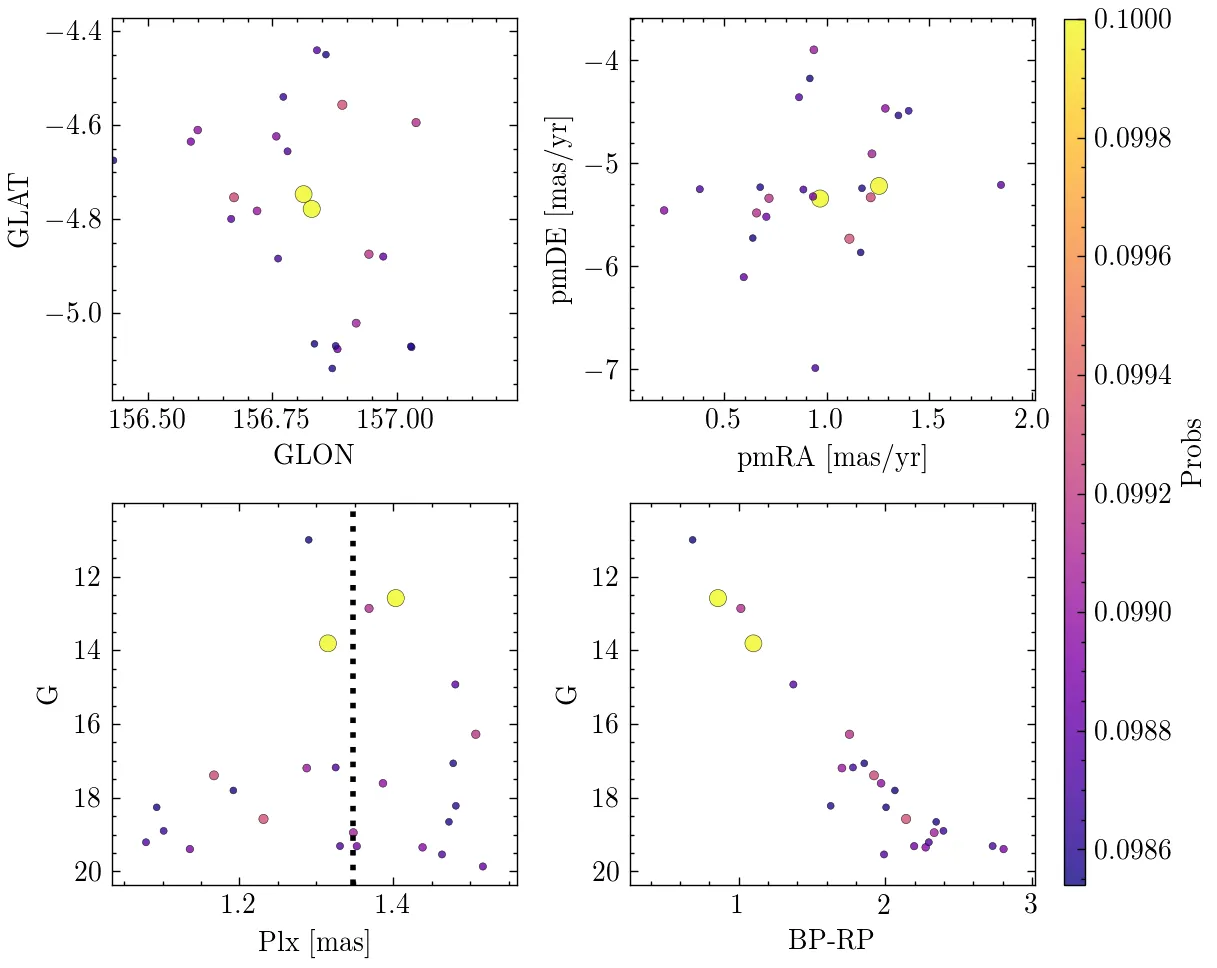 −4.4
−4.6
−4.8
−5.0
GLAT
156.50 156.75 157.00
GLON
−4
−5
−6
−7
pmDE [mas/yr]
0.5 1.0 1.5 2.0
pmRA [mas/yr]
12
14
16
18
20
G
1.2 1.4
Plx [mas]
12
14
16
18
20
G
1 2 3
BP-RP
0.1000
0.0998
0.0996
0.0994
0.0992
0.0990
0.0988
0.0986
Probs